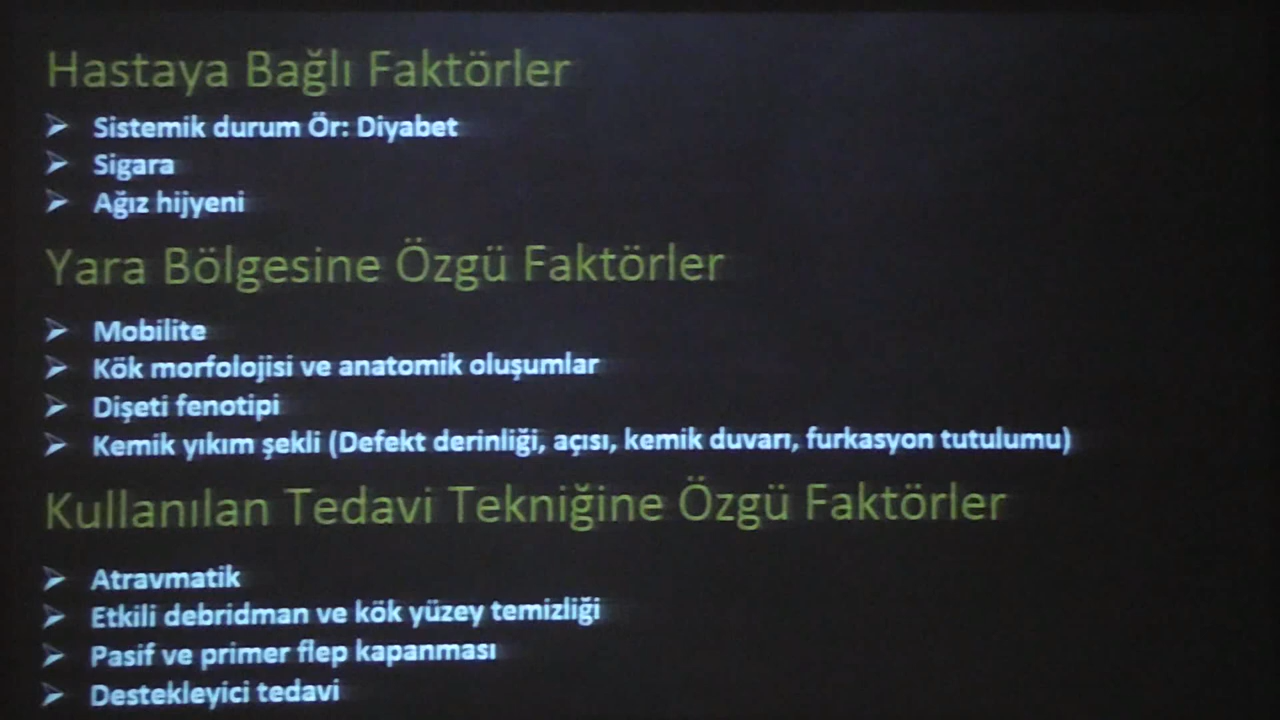 Hastaya Bağlı Faktörler
➢ Sistemik durum Ör: Diyabet
➢ Sigara
➢ Ağız hijyeni
Yara Bölgesine Özgü Faktörler
➢ Mobilite
➢ Kök morfolojisi ve anatomik oluşumlar
➢ Dişeti fenotipi
➢ Kemik yıkım şekli (Defekt derinliği, açısı, kemik duvarı, furkasyon tutulumu)
Kullanılan Tedavi Tekniğine Özgü Faktörler
➢ Atravmatik
➢ Etkili debridman ve kök yüzey temizliği
➢ Pasif ve primer flep kapanması
➢ Destekleyici tedavi